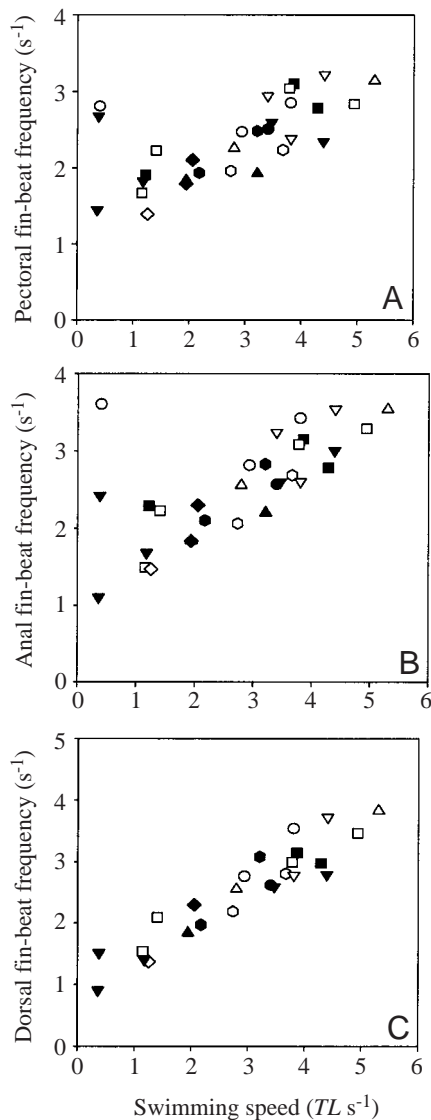 Pectoral fin-beat frequency (s-1)
4
3
2
1
0
0 1 2 3 4 5 6
A
Anal fin-beat frequency (s-1)
4
3
2
1
0
0 1 2 3 4 5 6
B
Dorsal fin-beat frequency (s-1)
5
4
3
2
1
0
0 1 2 3 4 5 6
C
Swimming speed (TL s-1)